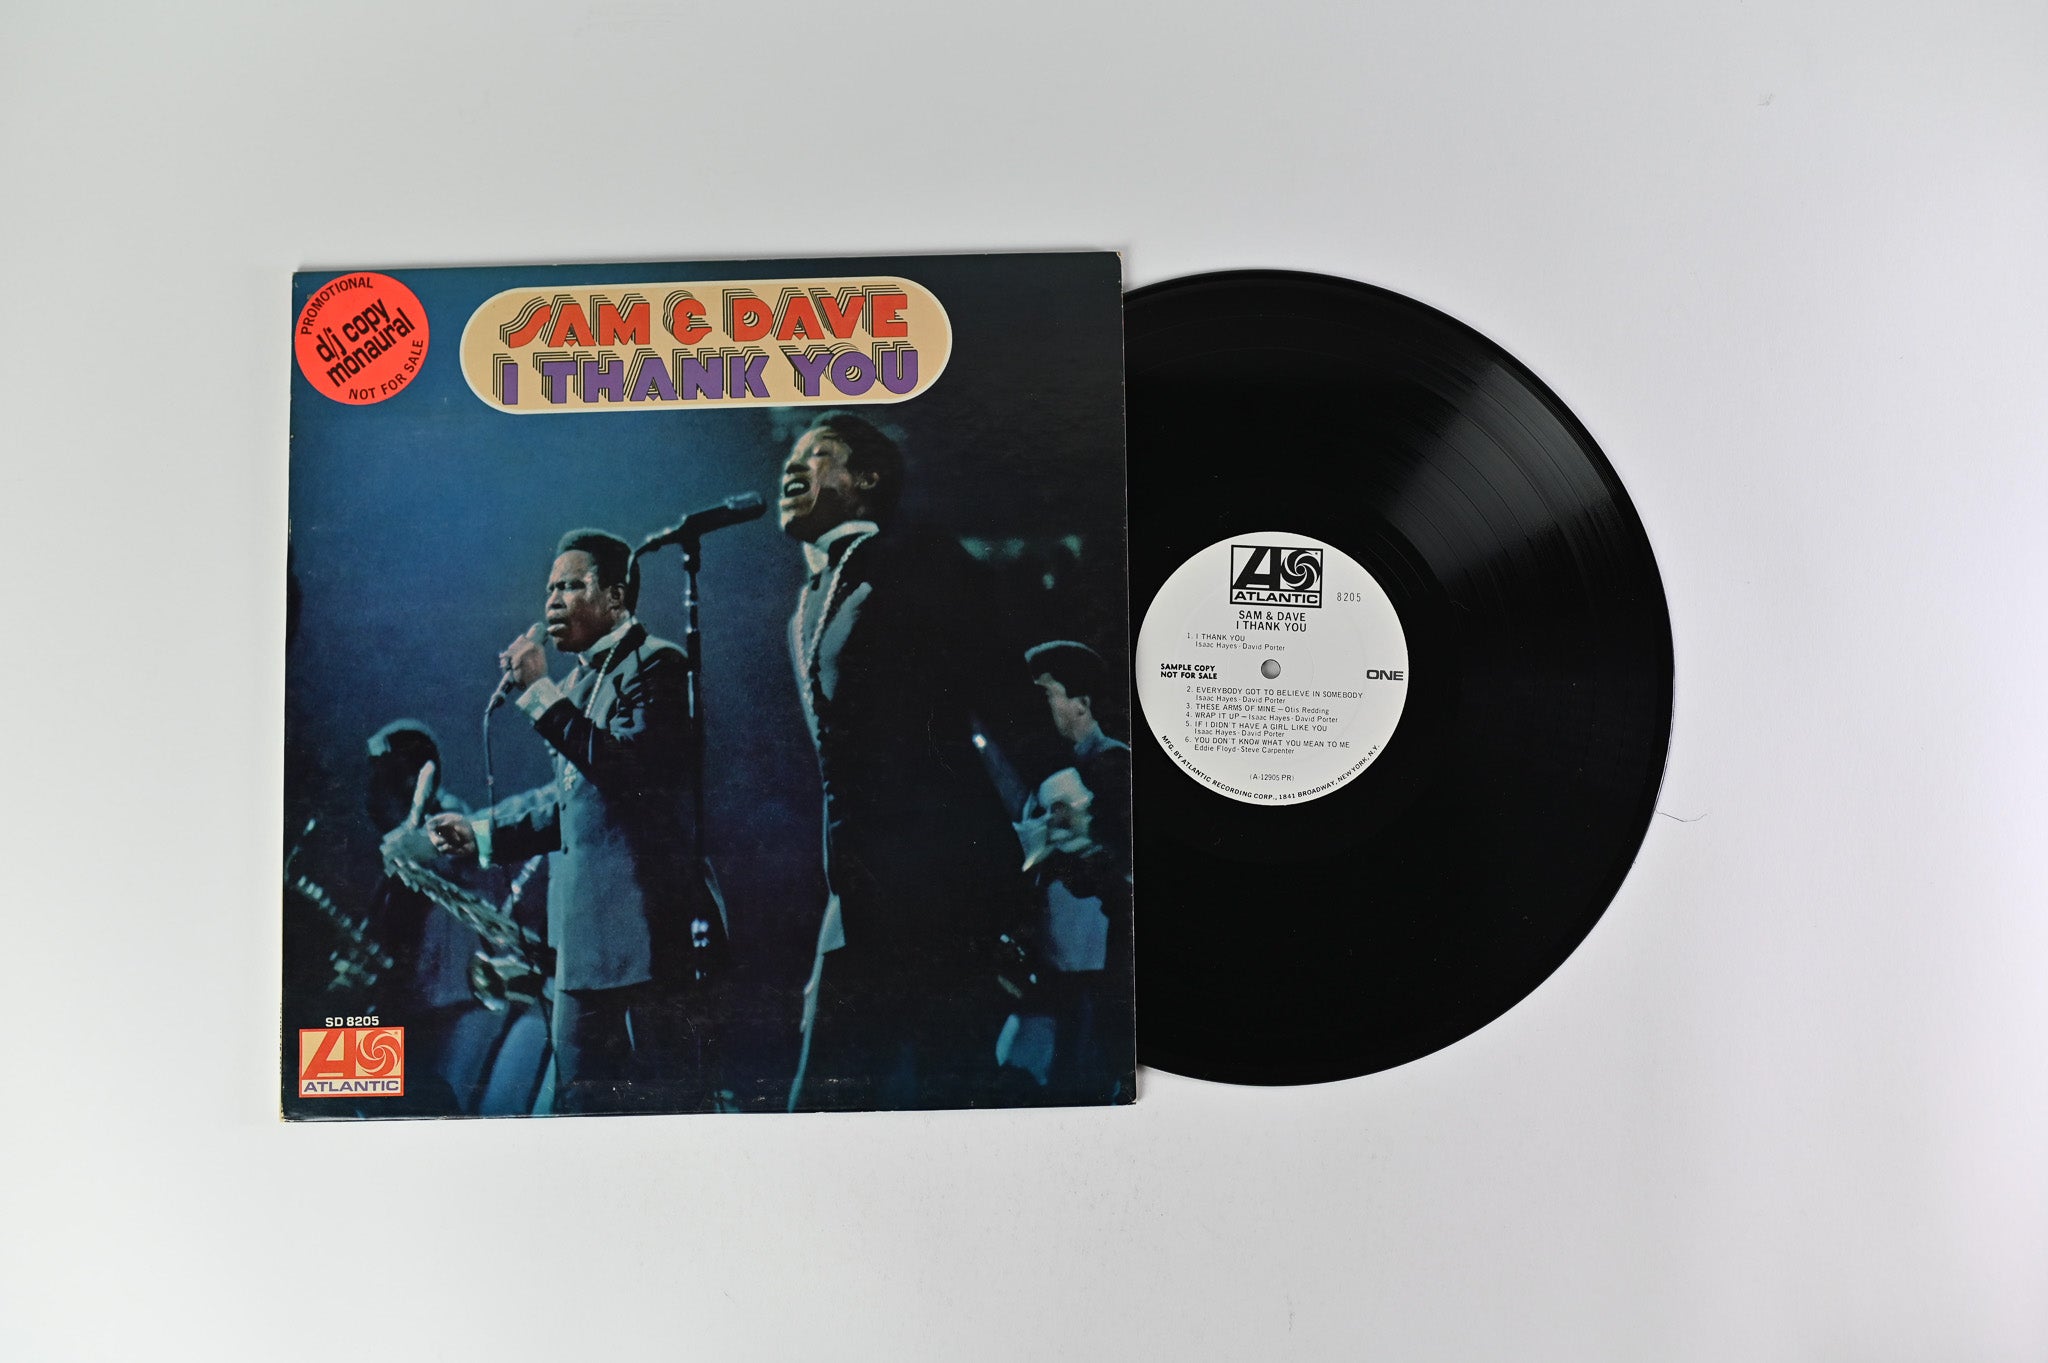 PROMOTIONAL
d/j copy
monaural
NOT FOR SALE
SAM & DAVE
I THANK YOU
SD 8205
ATLANTIC
ATLANTIC
8205
SAM & DAVE
I THANK YOU
1. I THANK YOU
Isaac Hayes - David Porter
SAMPLE COPY
NOT FOR SALE
ONE
2. EVERYBODY GOT TO BELIEVE IN SOMEBODY
Isaac Hayes - David Porter
3. THESE ARMS OF MINE – Otis Redding
4. WRAP IT UP – Isaac Hayes - David Porter
5. IF I DIDN'T HAVE A GIRL LIKE YOU
Isaac Hayes - David Porter
6. YOU DON'T KNOW WHAT YOU MEAN TO ME
Eddie Floyd - Steve Carpenter
(A-12905 PR)
MFG. BY ATLANTIC RECORDING CORP., 1841 BROADWAY, NEW YORK, N.Y.